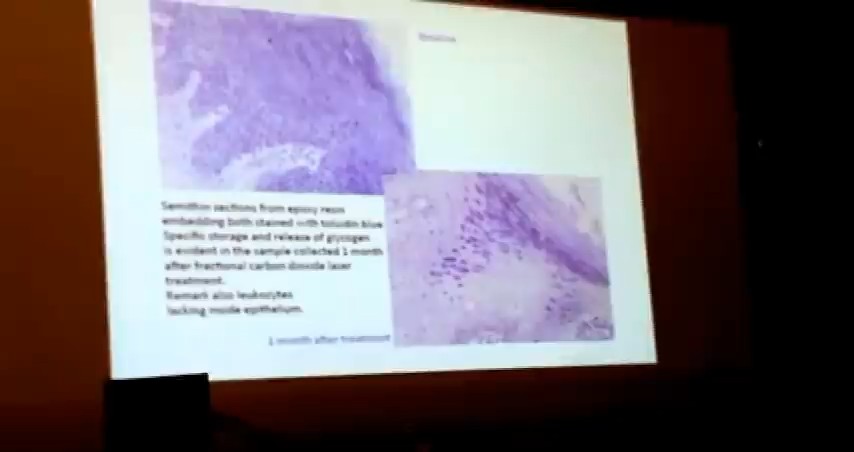 Baseline
Semithin sections from epoxy resin
embedding both stained with toluidin blue
Specific storage and release of glycogen
is evident in the sample collected 1 month
after fractional carbon dioxide laser
treatment.
Remark also leukocytes
lacking inside epithelium.
1 month after treatment